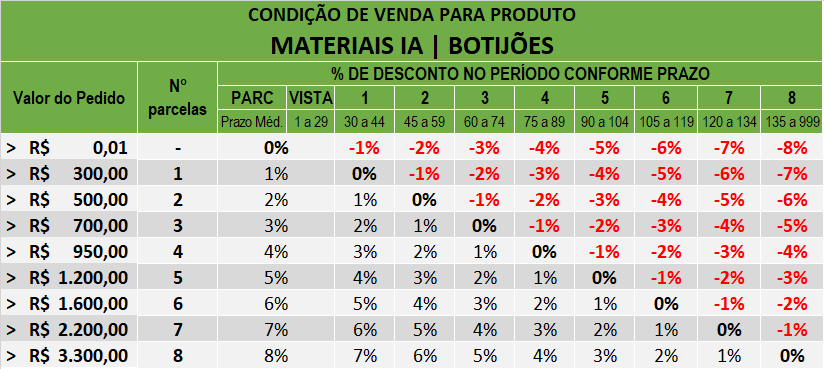 CONDIÇÃO DE VENDA PARA PRODUTO
MATERIAIS IA | BOTIJÕES
Valor do Pedido Nº parcelas % DE DESCONTO NO PERÍODO CONFORME PRAZO
PARC VISTA 1 2 3 4 5 6 7 8
Prazo Méd. 1 a 29 30 a 44 45 a 59 60 a 74 75 a 89 90 a 104 105 a 119 120 a 134 135 a 999
> R$ 0,01 - 0% -1% -2% -3% -4% -5% -6% -7% -8%
> R$ 300,00 1 1% 0% -1% -2% -3% -4% -5% -6% -7%
> R$ 500,00 2 2% 1% 0% -1% -2% -3% -4% -5% -6%
> R$ 700,00 3 3% 2% 1% 0% -1% -2% -3% -4% -5%
> R$ 950,00 4 4% 3% 2% 1% 0% -1% -2% -3% -4%
> R$ 1.200,00 5 5% 4% 3% 2% 1% 0% -1% -2% -3%
> R$ 1.600,00 6 6% 5% 4% 3% 2% 1% 0% -1% -2%
> R$ 2.200,00 7 7% 6% 5% 4% 3% 2% 1% 0% -1%
> R$ 3.300,00 8 8% 7% 6% 5% 4% 3% 2% 1% 0%